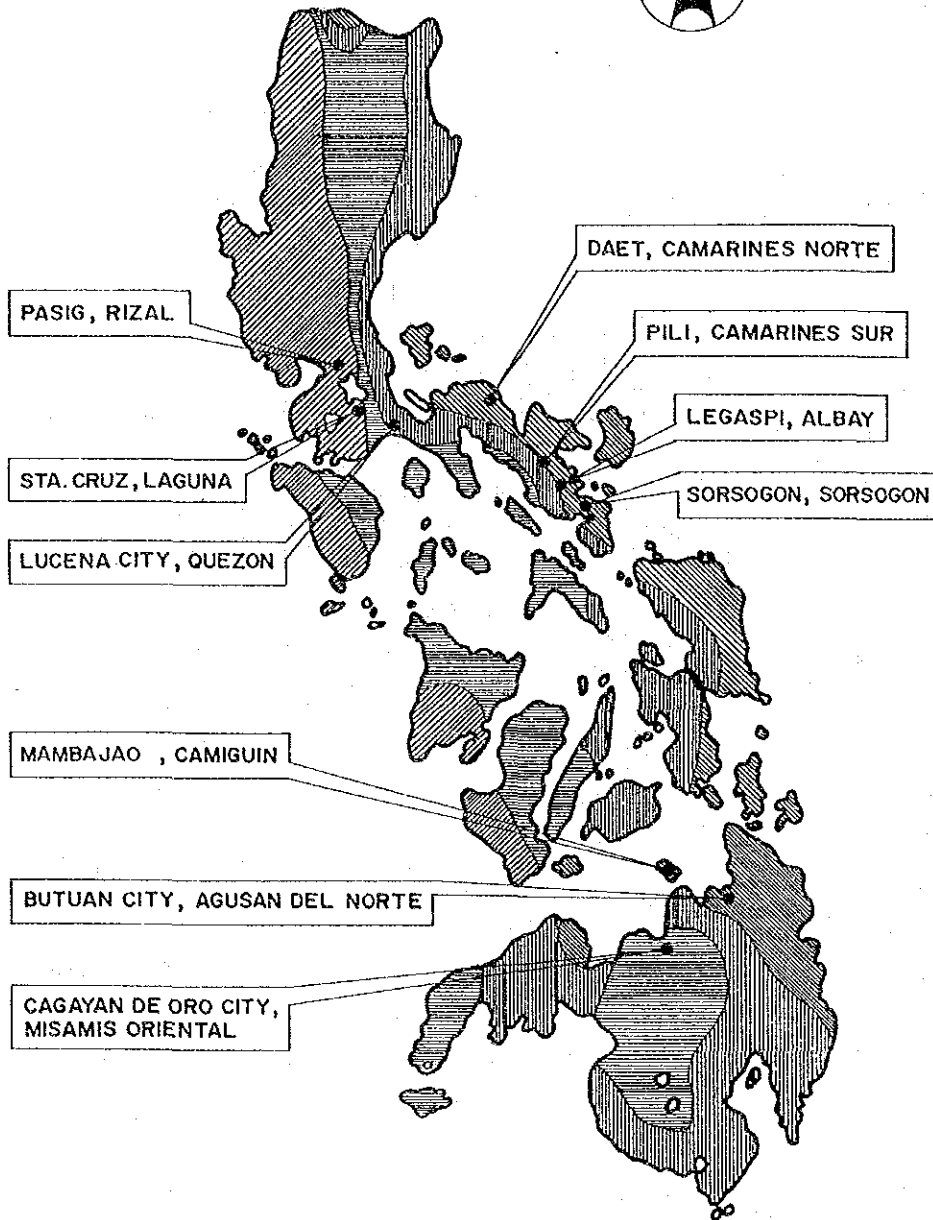 DAET, CAMARINES NORTE
PASIG, RIZAL.
PILI, CAMARINES SUR
LEGASPI, ALBAY
STA. CRUZ, LAGUNA
SORSOGON, SORSOGON
LUCENA CITY, QUEZON
MAMBAJAO , CAMIGUIN
BUTUAN CITY, AGUSAN DEL NORTE
CAGAYAN DE ORO CITY,
MISAMIS ORIENTAL